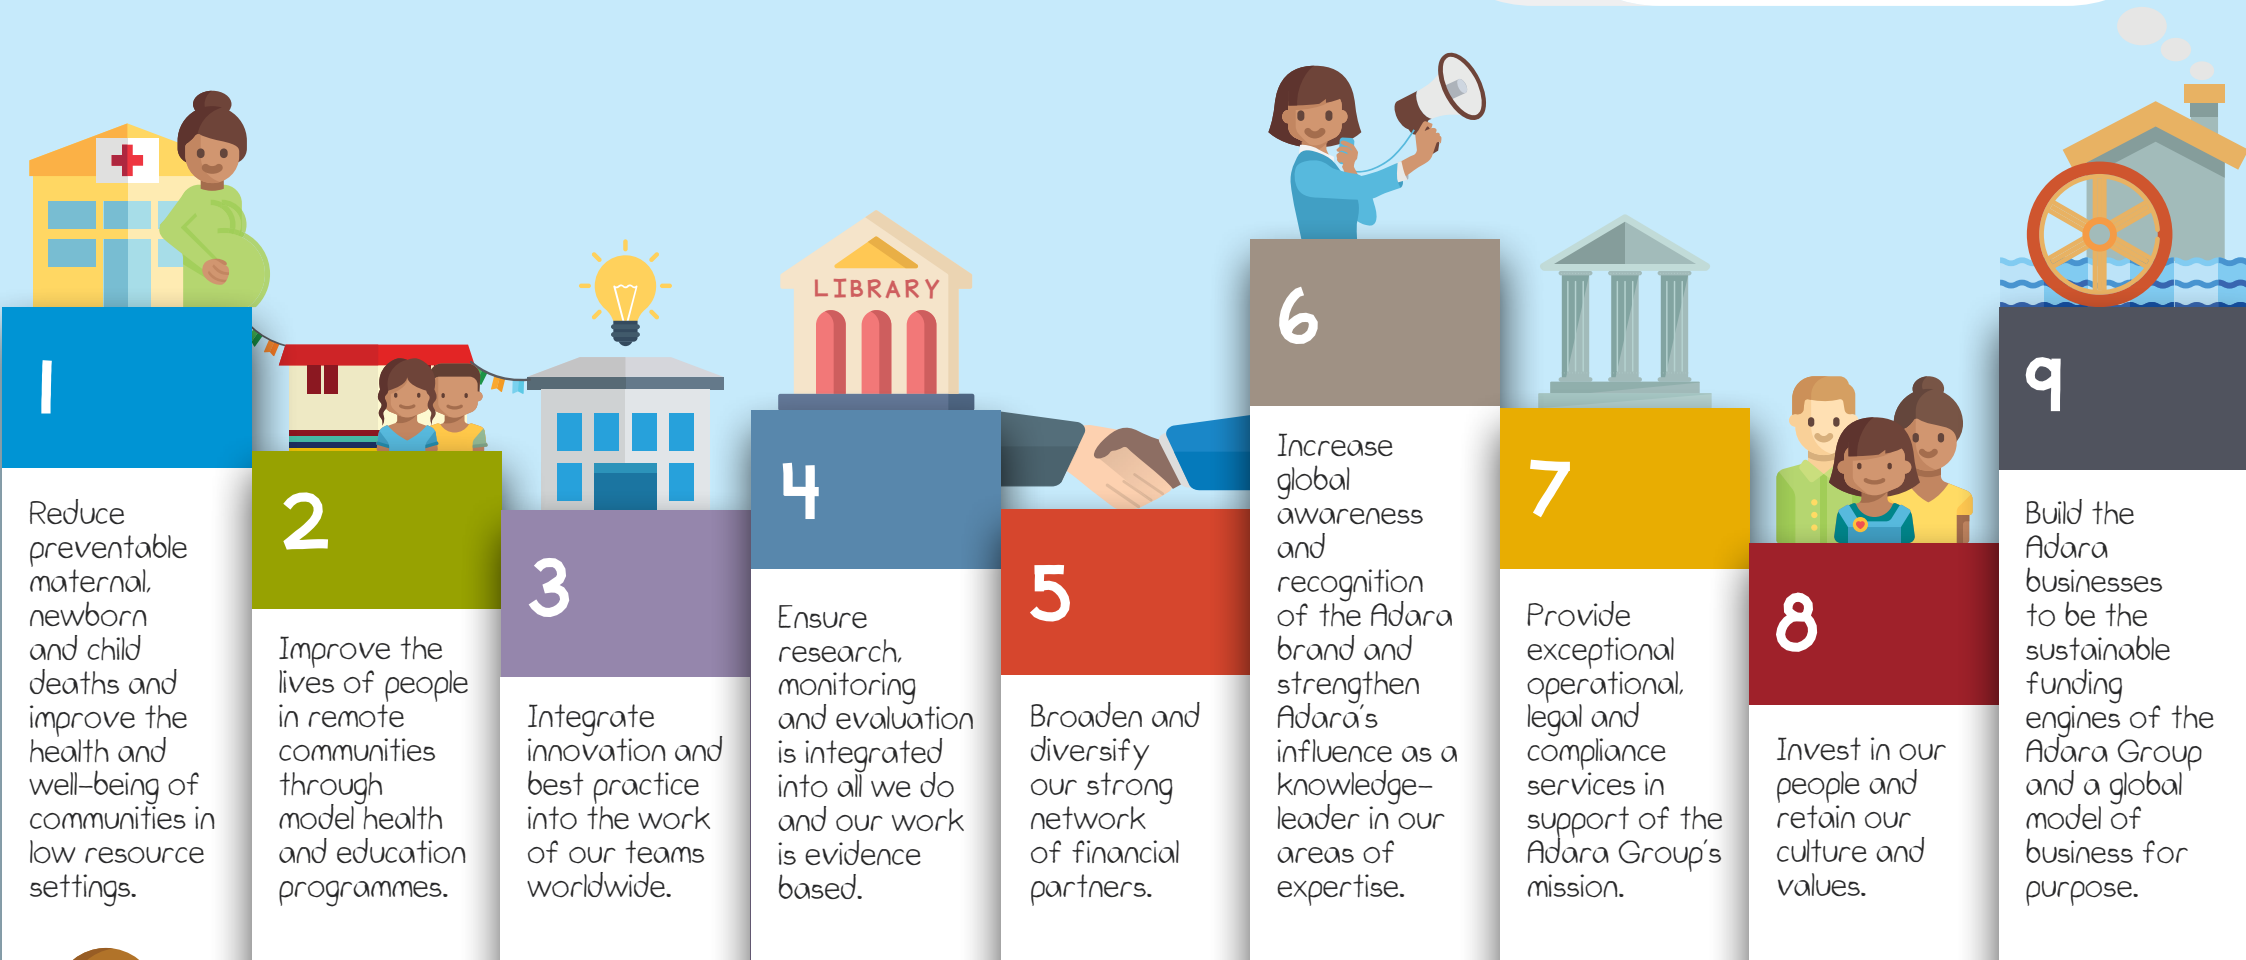 1
Reduce
preventable
maternal,
newborn
and child
deaths and
improve the
health and
well-being of
communities in
low resource
settings.
2
Improve the
lives of people
in remote
communities
through
model health
and education
programmes.
3
Integrate
innovation and
best practice
into the work
of our teams
worldwide.
LIBRARY
4
Ensure
research,
monitoring
and evaluation
is integrated
into all we do
and our work
is evidence
based.
5
Broaden and
diversify
our strong
network
of financial
partners.
6
Increase
global
awareness
and
recognition
of the Adara
brand and
strengthen
Adara's
influence as a
knowledge-
leader in our
areas of
expertise.
7
Provide
exceptional
operational,
legal and
compliance
services in
support of the
Adara Group's
mission.
8
Invest in our
people and
retain our
culture and
values.
9
Build the
Adara
businesses
to be the
sustainable
funding
engines of the
Adara Group
and a global
model of
business for
purpose.